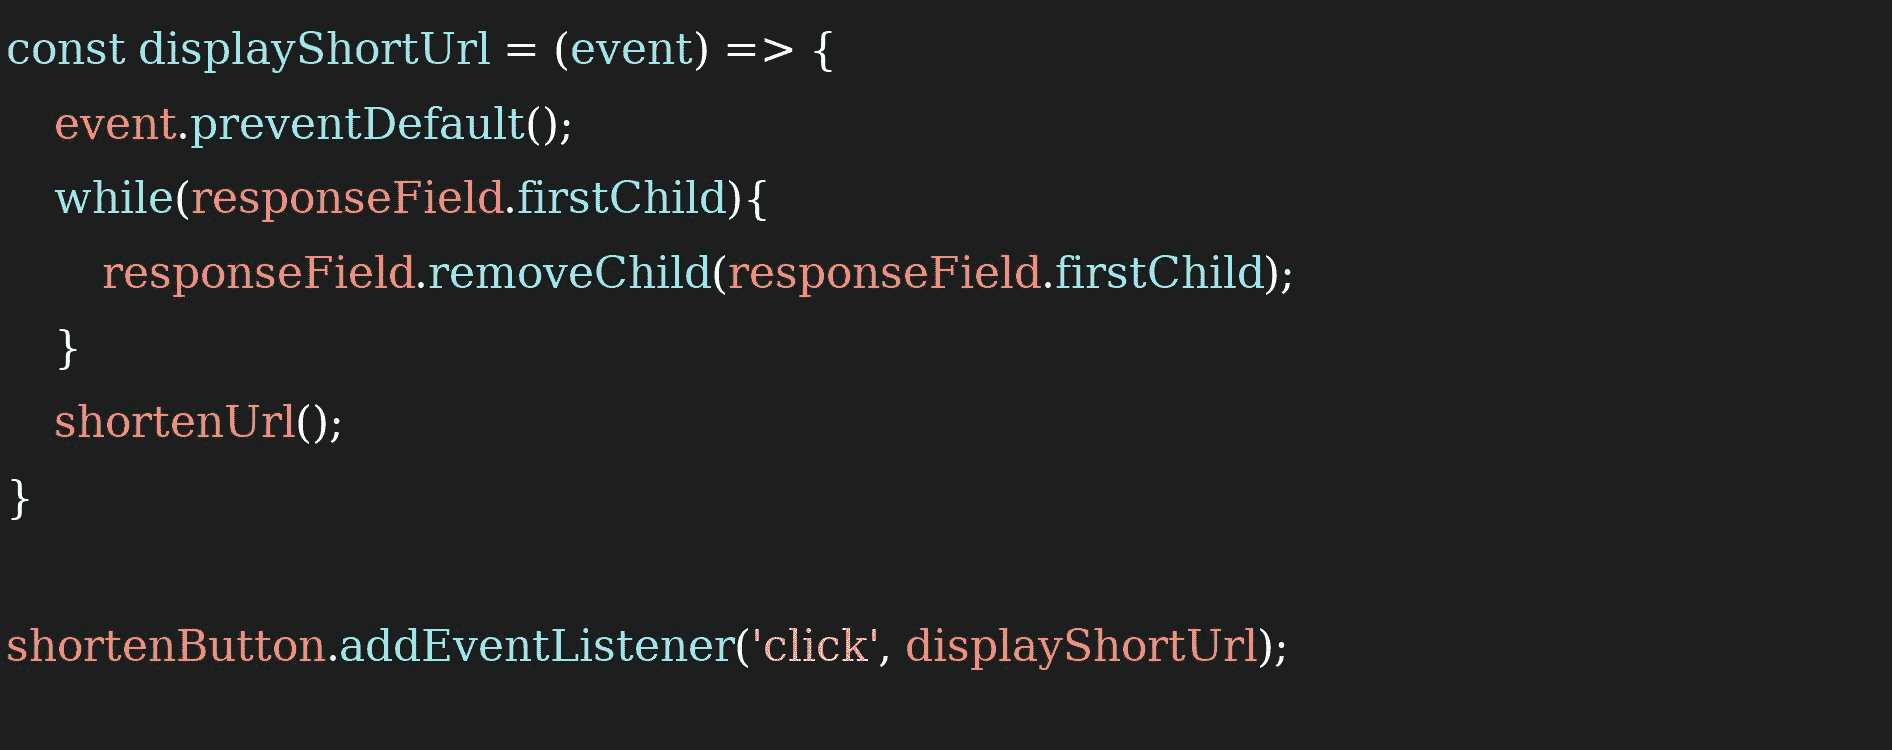 const displayShortUrl = (event) => {
    event.preventDefault();
    while(responseField.firstChild){
        responseField.removeChild(responseField.firstChild);
    }
    shortenUrl();
}

shortenButton.addEventListener('click', displayShortUrl);